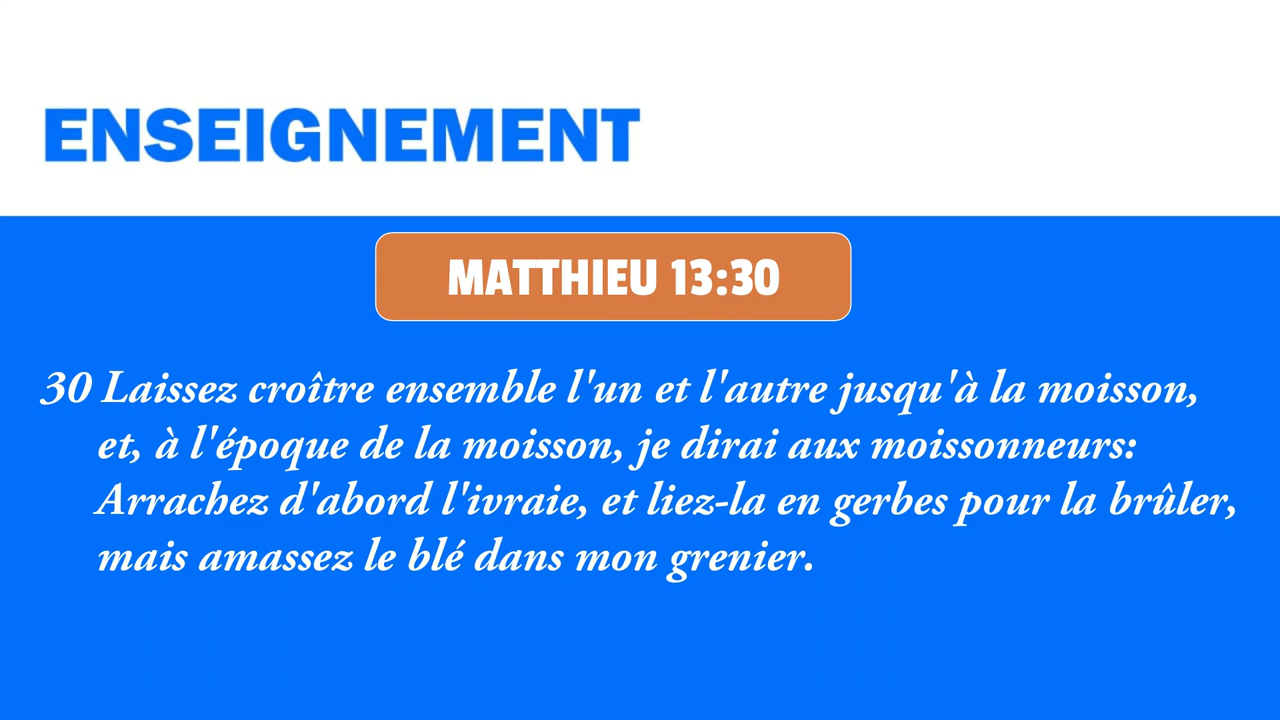 ENSEIGNEMENT
MATTHIEU 13:30
30 Laissez croître ensemble l'un et l'autre jusqu'à la moisson,
et, à l'époque de la moisson, je dirai aux moissonneurs:
Arrachez d'abord l'ivraie, et liez-la en gerbes pour la brûler,
mais amassez le blé dans mon grenier.